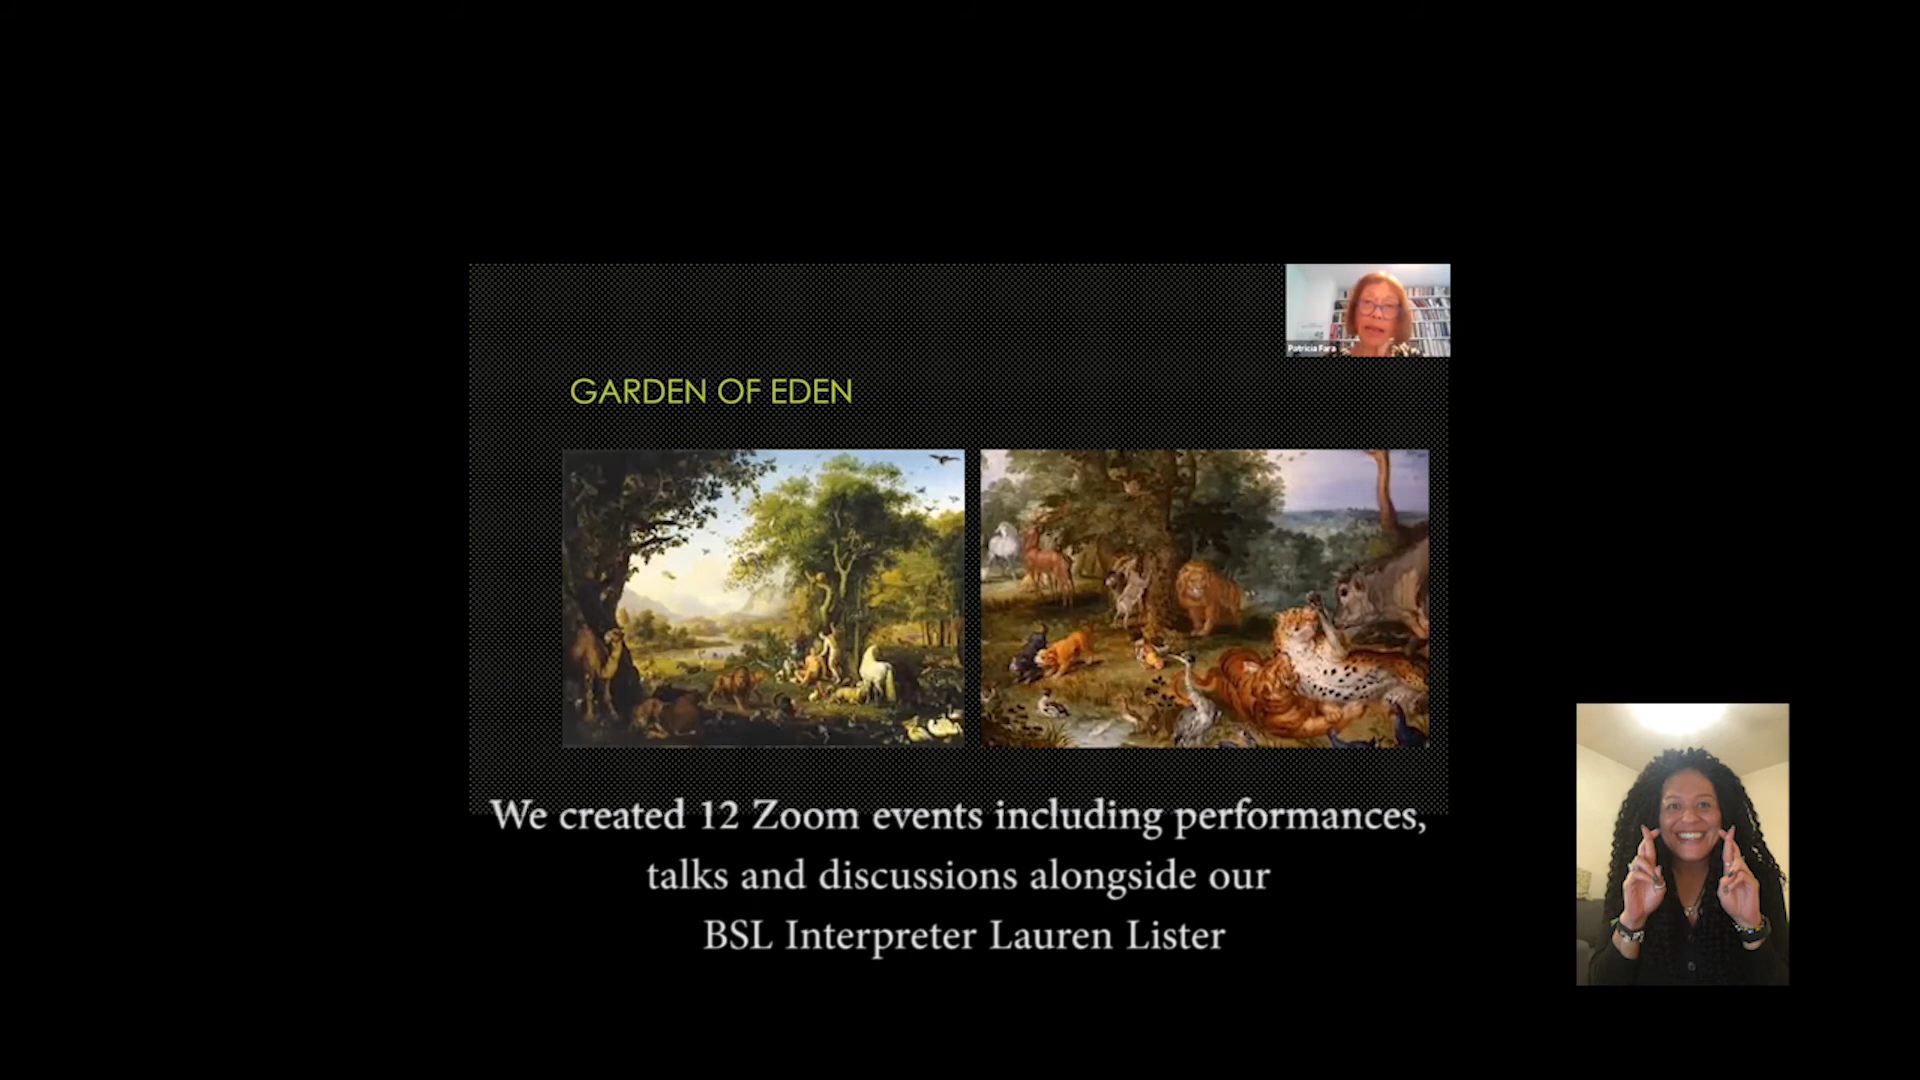 Patricia Fara
GARDEN OF EDEN
We created 12 Zoom events including performances,
talks and discussions alongside our
BSL Interpreter Lauren Lister